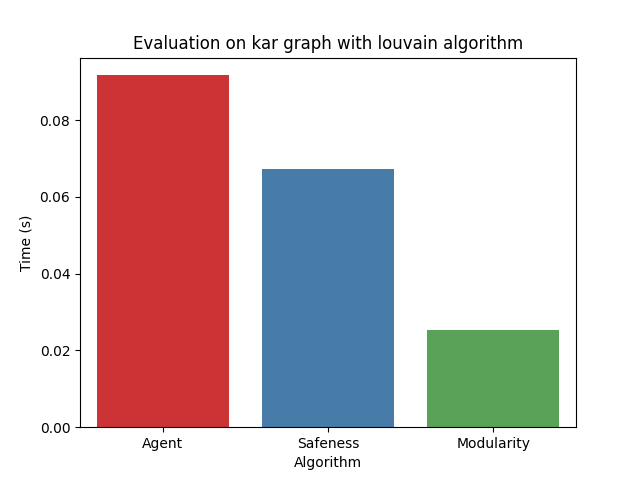 Evaluation on kar graph with louvain algorithm
Time (s)
0.08
0.06
0.04
0.02
0.00
Agent Safeness Modularity
Algorithm